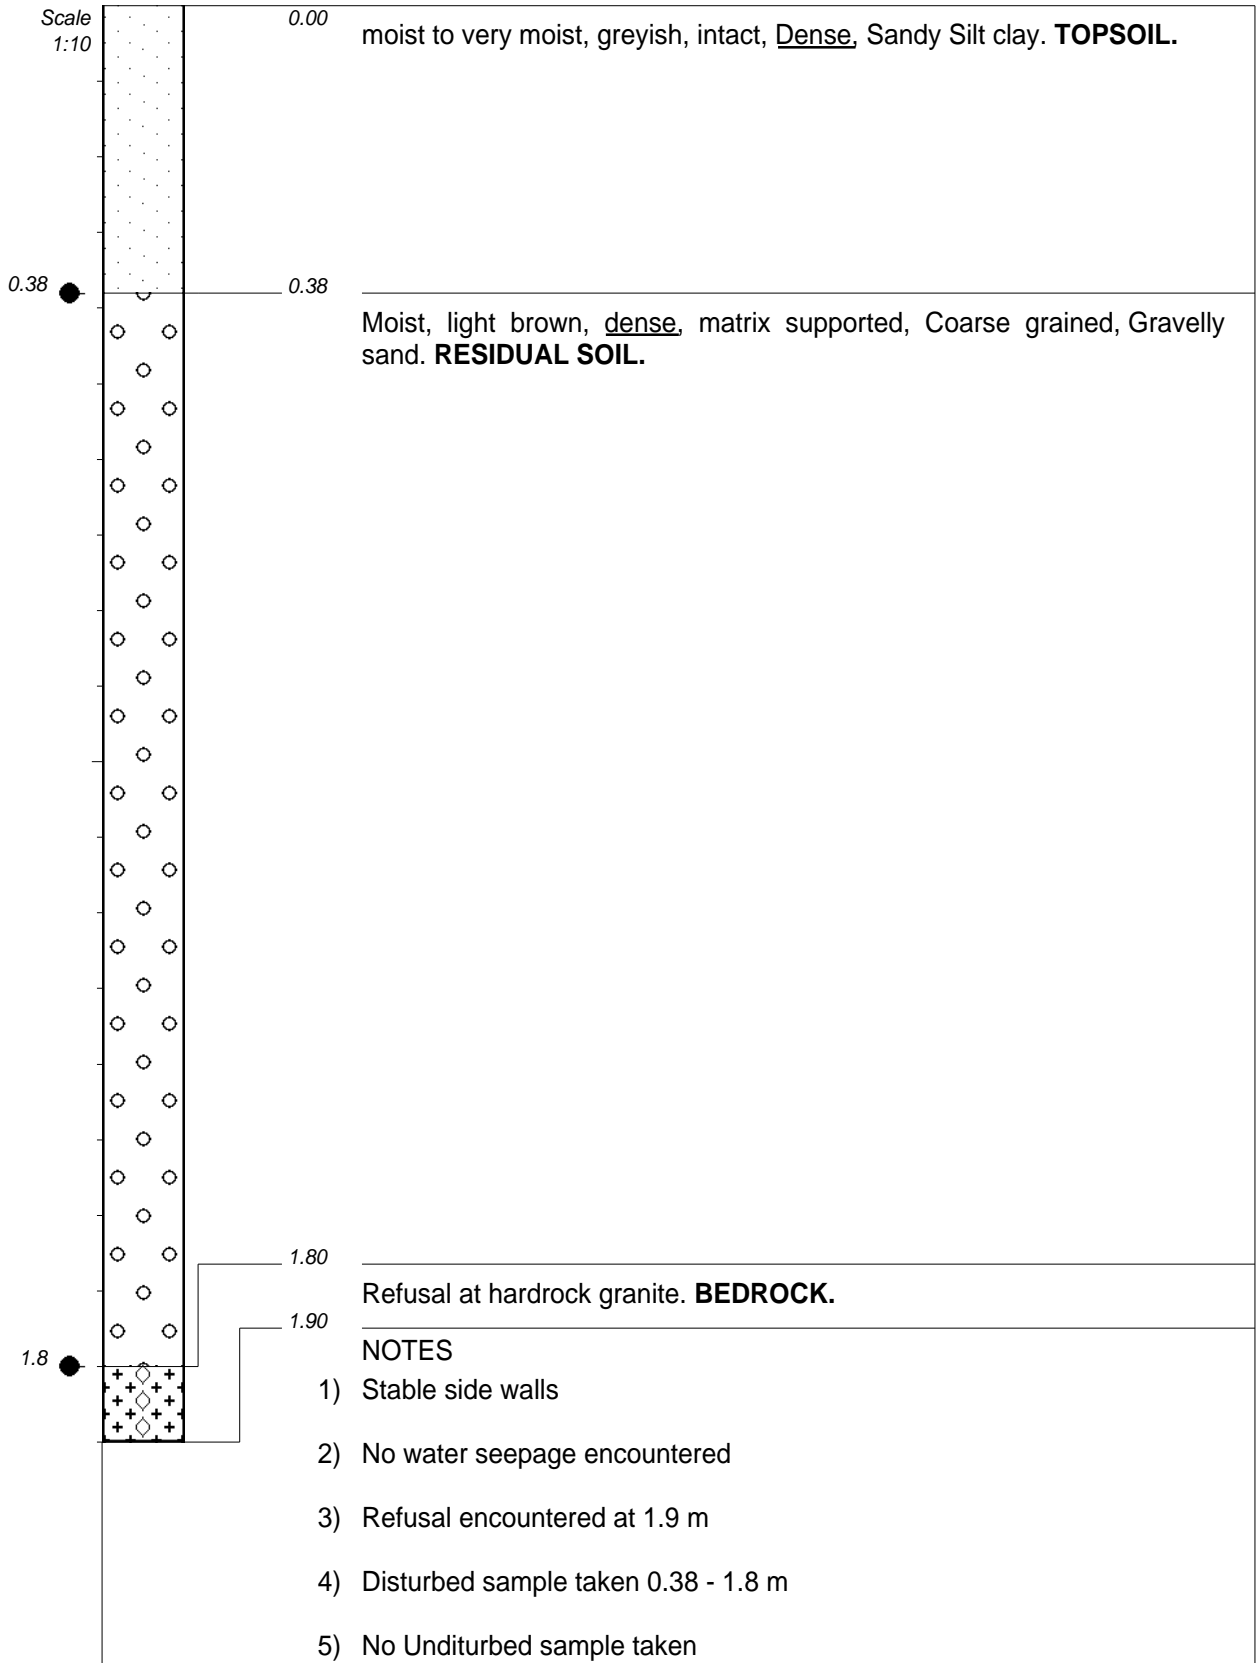 Scale
1:10
0.00
moist to very moist, greyish, intact, Dense, Sandy Silt clay. TOPSOIL.
0.38
0.38
Moist, light brown, dense, matrix supported, Coarse grained, Gravelly
sand. RESIDUAL SOIL.
1.80
Refusal at hardrock granite. BEDROCK.
1.90
1.8
NOTES
1) Stable side walls
2) No water seepage encountered
3) Refusal encountered at 1.9 m
4) Disturbed sample taken 0.38 - 1.8 m
5) No Unditurbed sample taken